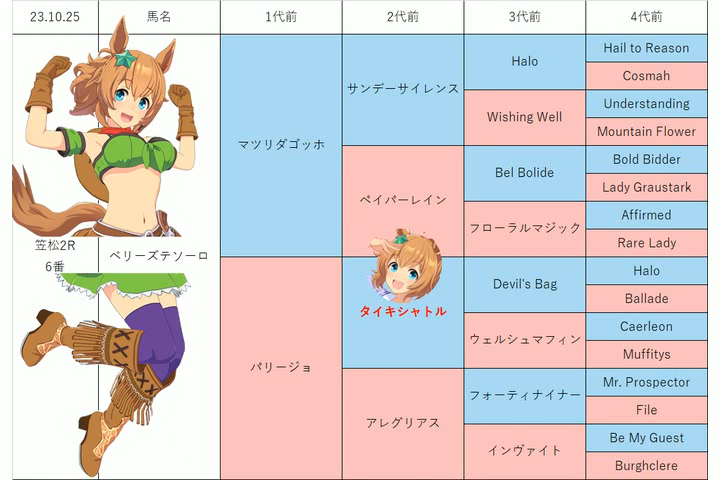 23.10.25 馬名 1代前 2代前 3代前 4代前
笠松2R
6番
ベリーズテソーロ
マツリダゴッホ
パリージョ
サンデーサイレンス
ペイパーレイン
タイキシャトル
アレグリアス
Halo
Wishing Well
Bel Bolide
フローラルマジック
Devil's Bag
ウェルシュマフィン
フォーティナイナー
インヴァイト
Hail to Reason
Cosmah
Understanding
Mountain Flower
Bold Bidder
Lady Graustark
Affirmed
Rare Lady
Halo
Ballade
Caerleon
Muffitys
Mr. Prospector
File
Be My Guest
Burghclere